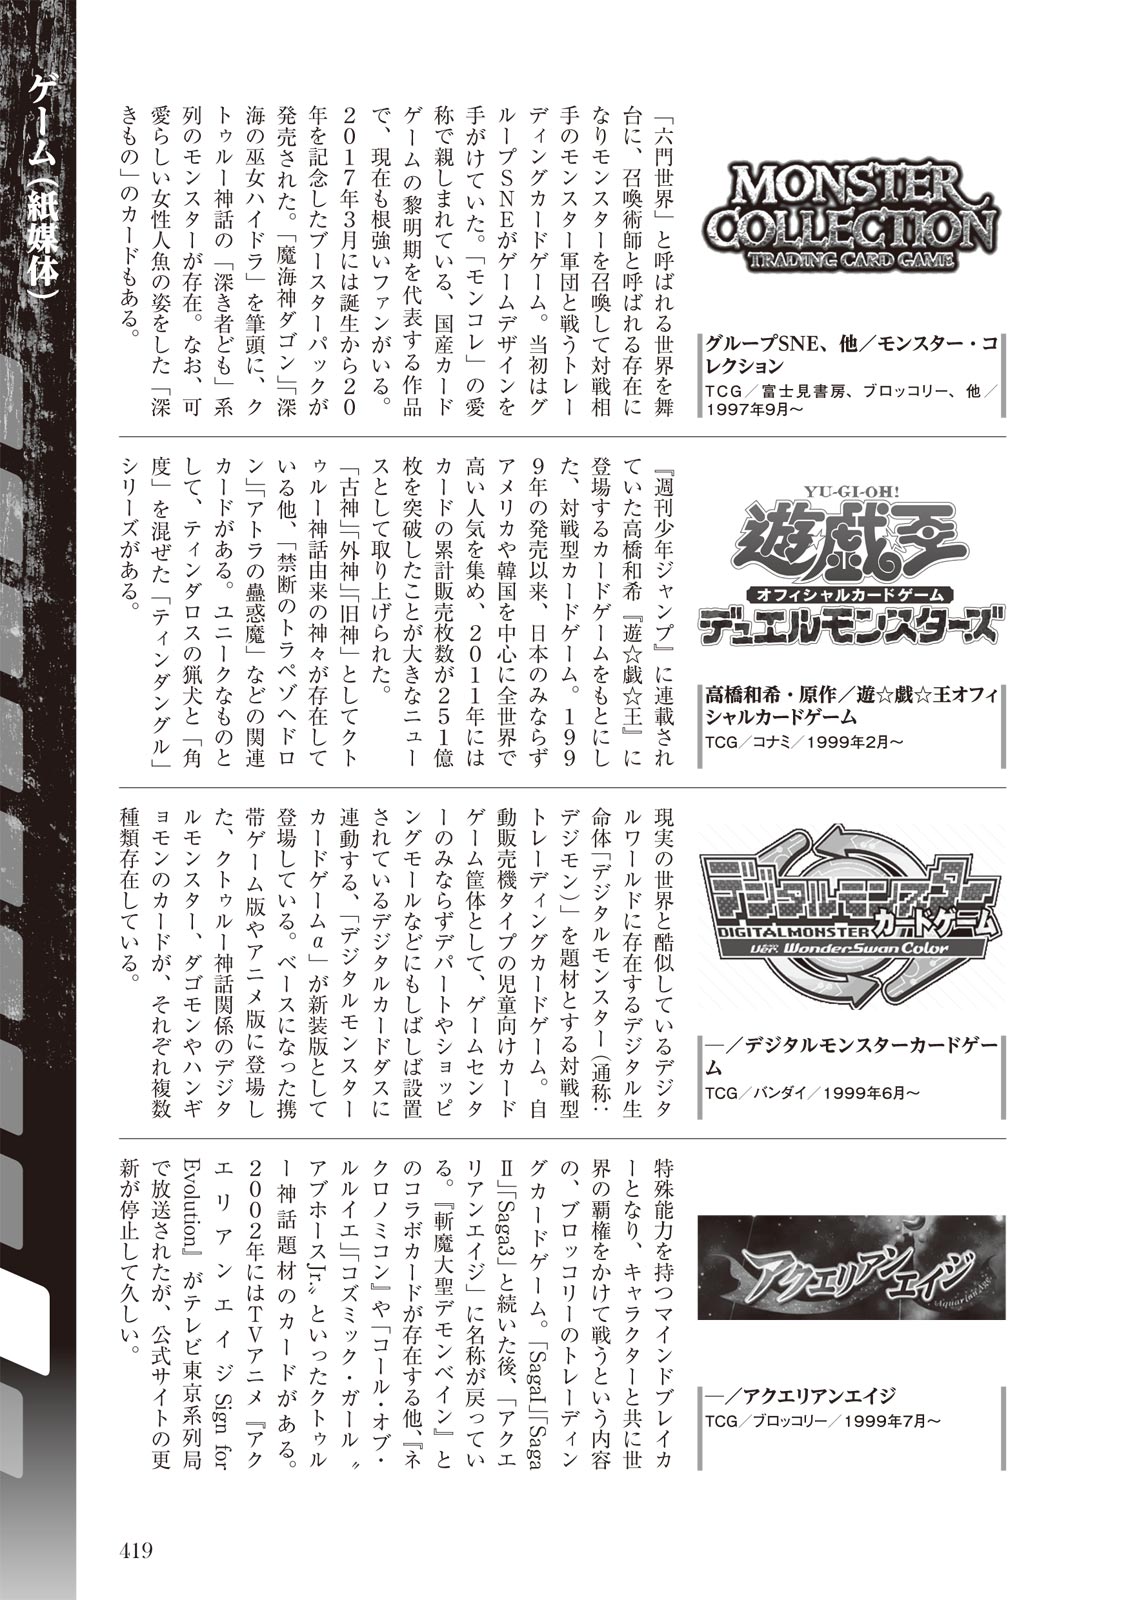 ゲーム（紙媒体）
MONSTER
COLLECTION
TRADING CARD GAME
グループSNE、他／モンスター・コ
レクション
TCG／富士見書房、ブロッコリー、他／
1997年9月～
「六門世界」と呼ばれる世界を舞
台に、召喚術師と呼ばれる存在に
なりモンスターを召喚して対戦相
手のモンスター軍団と戦うトレー
ディングカードゲーム。当初はグ
ループSNEがゲームデザインを
手がけていた。「モンコレ」の愛
称で親しまれている、国産カード
ゲームの黎明期を代表する作品
で、現在も根強いファンがいる。
２０１７年３月には誕生から２０
年を記念したブースターパックが
発売された。「魔海神ダゴン」「深
海の巫女ハイドラ」を筆頭に、ク
トゥルー神話の「深き者ども」系
列のモンスターが存在。なお、可
愛らしい女性人魚の姿をした「深
きもの」のカードもある。
YU-GI-OH!
遊戯王
オフィシャルカードゲーム
デュエルモンスターズ
高橋和希・原作／遊☆戯☆王オフィ
シャルカードゲーム
TCG／コナミ／1999年2月～
『週刊少年ジャンプ』に連載され
ていた高橋和希『遊☆戯☆王』に
登場するカードゲームをもとにし
た、対戦型カードゲーム。１９９
９年の発売以来、日本のみならず
アメリカや韓国を中心に全世界で
高い人気を集め、２０１１年には
カードの累計販売枚数が２５１億
枚を突破したことが大きなニュー
スとして取り上げられた。
「古神」「外神」「旧神」としてクト
ゥルー神話由来の神々が存在して
いる他、「禁断のトラペゾヘドロ
ン」「アトラの蟲惑魔」などの関連
カードがある。ユニークなものと
して、ティンダロスの猟犬と「角
度」を混ぜた「ティンダングル」
シリーズがある。
デジタルモンスター
カードゲーム
DIGITALMONSTER
ver. WonderSwanColor
―／デジタルモンスターカードゲー
ム
TCG／バンダイ／1999年6月～
現実の世界と酷似しているデジタ
ルワールドに存在するデジタル生
命体「デジタルモンスター（通称：
デジモン）」を題材とする対戦型
トレーディングカードゲーム。自
動販売機タイプの児童向けカード
ゲーム筐体として、ゲームセンタ
ーのみならずデパートやショッピ
ングモールなどにもしばしば設置
されているデジタルカードダスに
連動する、「デジタルモンスター
カードゲームα」が新装版として
登場している。ベースになった携
帯ゲーム版やアニメ版に登場し
た、クトゥルー神話関係のデジタ
ルモンスター、ダゴモンやハンギ
ョモンのカードが、それぞれ複数
種類存在している。
アクエリアンエイジ
Aquarian Age
―／アクエリアンエイジ
TCG／ブロッコリー／1999年7月～
特殊能力を持つマインドブレイカ
ーとなり、キャラクターと共に世
界の覇権をかけて戦うという内容
の、ブロッコリーのトレーディン
グカードゲーム。「SagaⅠ」「Saga
Ⅱ」「Saga3」と続いた後、「アクエ
リアンエイジ」に名称が戻ってい
る。『斬魔大聖デモンベイン』と
のコラボカードが存在する他、『ネ
クロノミコン』や「コール・オブ・
ルルイエ」「コズミック・ガール〝
アブホースJr.〟といったクトゥル
ー神話題材のカードがある。
２００２年にはTVアニメ『アク
エリアンエイジ Sign for
Evolution』がテレビ東京系列局
で放送されたが、公式サイトの更
新が停止して久しい。
419